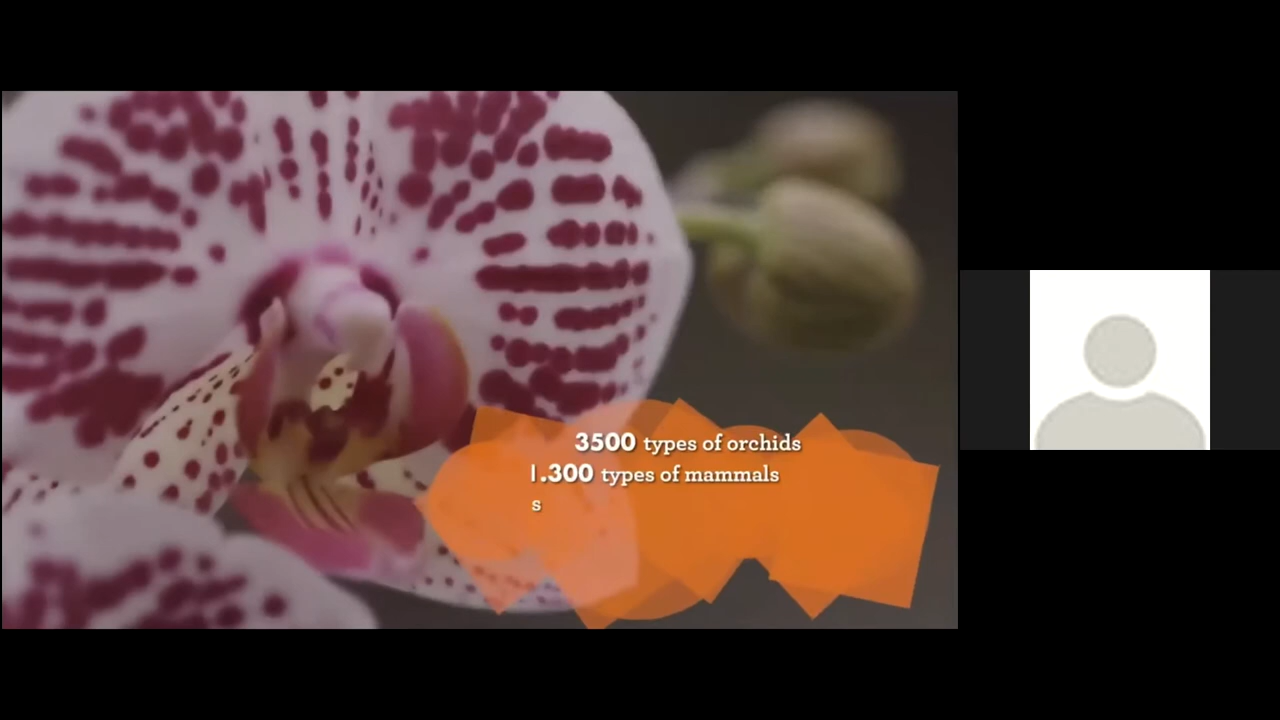 3500 types of orchids
1.300 types of mammals
s